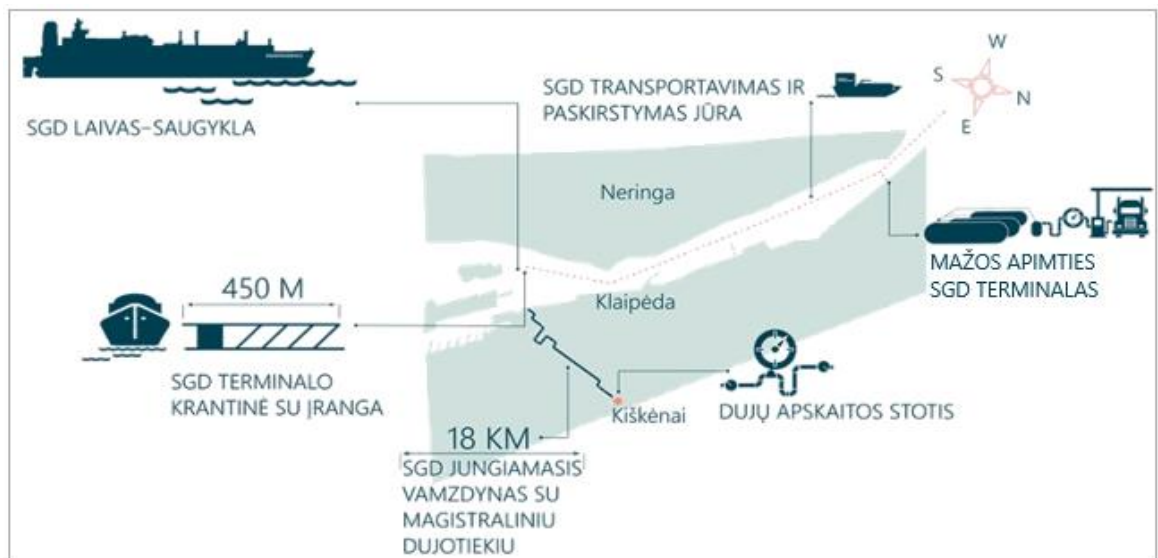 SGD LAIVAS–SAUGYKLA
SGD TRANSPORTAVIMAS IR
PASKIRSTYMAS JŪRA
W
S
N
E
Neringa
MAŽOS APIMTIES
SGD TERMINALAS
450 M
Klaipėda
SGD TERMINALO
KRANTINĖ SU ĮRANGA
Kiškėnai
DUJŲ APSKAITOS STOTIS
18 KM
SGD JUNGIAMASIS
VAMZDYNAS SU
MAGISTRALINIU
DUJOTIEKIU